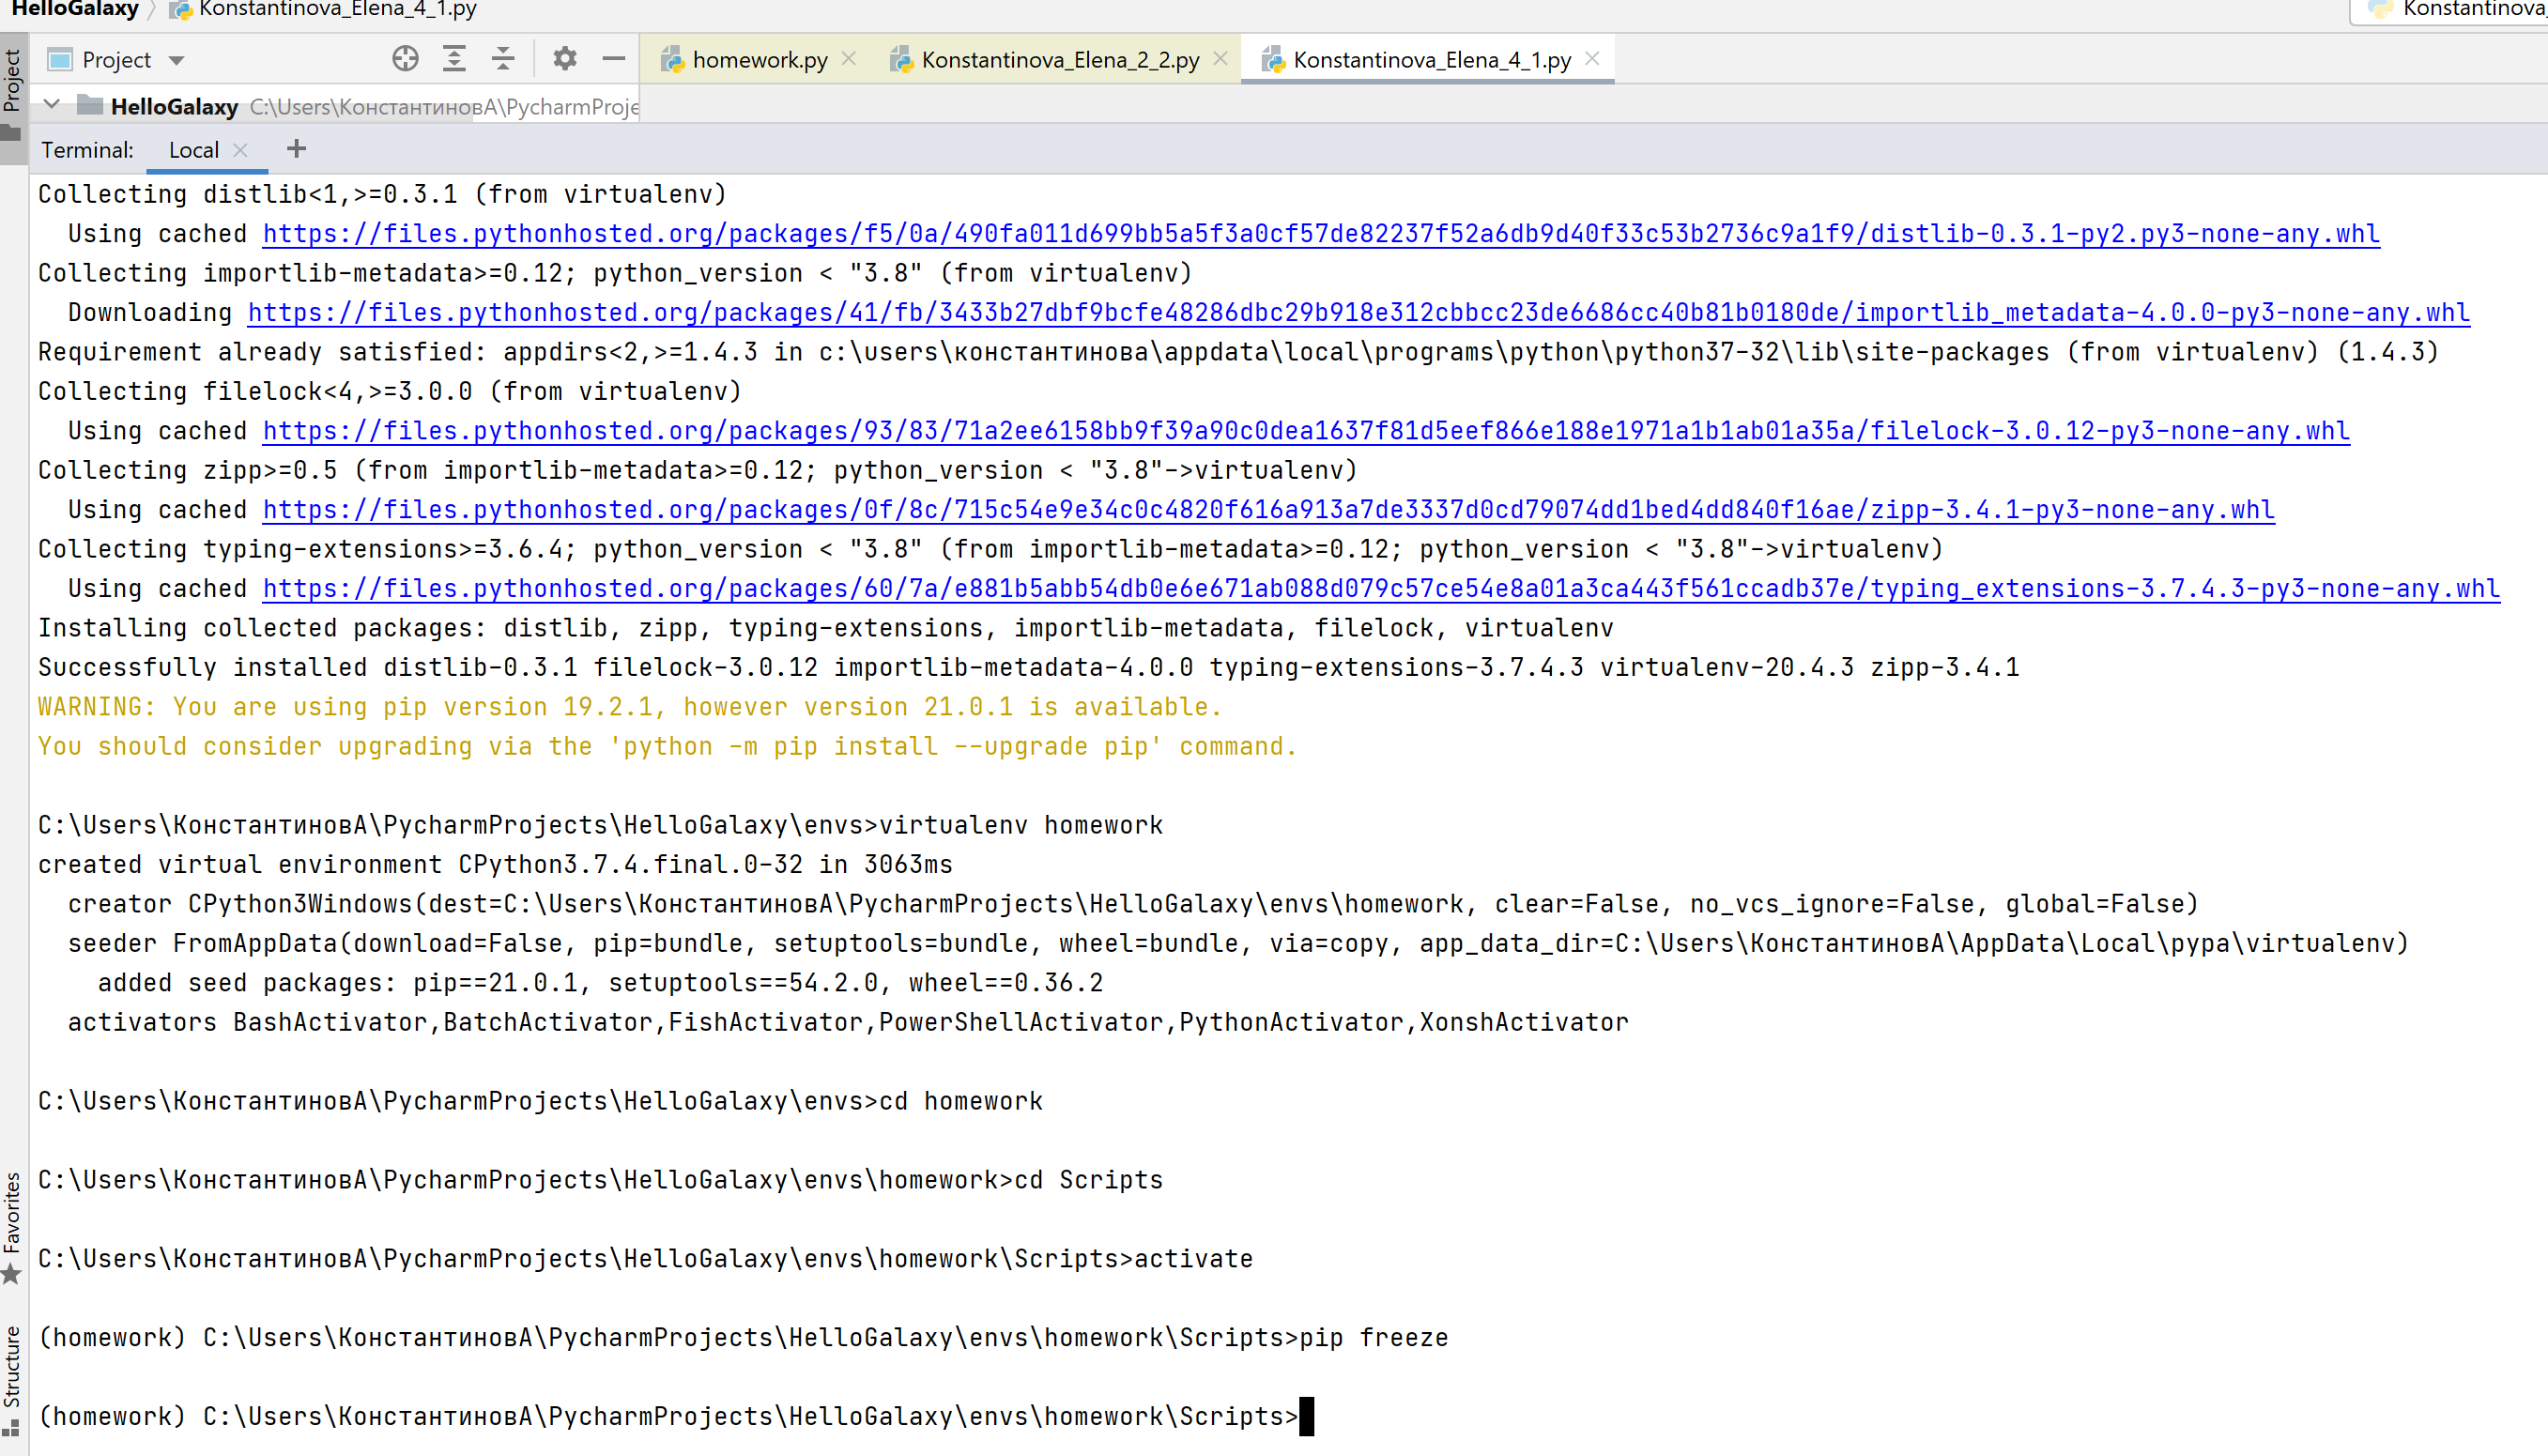 HelloGalaxy Konstantinova_Elena_4_1.py Konstantinova_
Project homework.py Konstantinova_Elena_2_2.py Konstantinova_Elena_4_1.py
Project
HelloGalaxy C:\Users\КонстантиновА\PycharmProje
Terminal: Local +
Collecting distlib<1,>=0.3.1 (from virtualenv)
Using cached https://files.pythonhosted.org/packages/f5/0a/490fa011d699bb5a5f3a0cf57de82237f52a6db9d40f33c53b2736c9a1f9/distlib-0.3.1-py2.py3-none-any.whl
Collecting importlib-metadata>=0.12; python_version < "3.8" (from virtualenv)
Downloading https://files.pythonhosted.org/packages/41/fb/3433b27dbf9bcfe48286dbc29b918e312cbbcc23de6686cc40b81b0180de/importlib_metadata-4.0.0-py3-none-any.whl
Requirement already satisfied: appdirs<2,>=1.4.3 in c:\users\константинова\appdata\local\programs\python\python37-32\lib\site-packages (from virtualenv) (1.4.3)
Collecting filelock<4,>=3.0.0 (from virtualenv)
Using cached https://files.pythonhosted.org/packages/93/83/71a2ee6158bb9f39a90c0dea1637f81d5eef866e188e1971a1b1ab01a35a/filelock-3.0.12-py3-none-any.whl
Collecting zipp>=0.5 (from importlib-metadata>=0.12; python_version < "3.8"->virtualenv)
Using cached https://files.pythonhosted.org/packages/0f/8c/715c54e9e34c0c4820f616a913a7de3337d0cd79074dd1bed4dd840f16ae/zipp-3.4.1-py3-none-any.whl
Collecting typing-extensions>=3.6.4; python_version < "3.8" (from importlib-metadata>=0.12; python_version < "3.8"->virtualenv)
Using cached https://files.pythonhosted.org/packages/60/7a/e881b5abb54db0e6e671ab088d079c57ce54e8a01a3ca443f561ccadb37e/typing_extensions-3.7.4.3-py3-none-any.whl
Installing collected packages: distlib, zipp, typing-extensions, importlib-metadata, filelock, virtualenv
Successfully installed distlib-0.3.1 filelock-3.0.12 importlib-metadata-4.0.0 typing-extensions-3.7.4.3 virtualenv-20.4.3 zipp-3.4.1
WARNING: You are using pip version 19.2.1, however version 21.0.1 is available.
You should consider upgrading via the 'python -m pip install --upgrade pip' command.
C:\Users\КонстантиновА\PycharmProjects\HelloGalaxy\envs>virtualenv homework
created virtual environment CPython3.7.4.final.0-32 in 3063ms
creator CPython3Windows(dest=C:\Users\КонстантиновА\PycharmProjects\HelloGalaxy\envs\homework, clear=False, no_vcs_ignore=False, global=False)
seeder FromAppData(download=False, pip=bundle, setuptools=bundle, wheel=bundle, via=copy, app_data_dir=C:\Users\КонстантиновА\AppData\Local\pypa\virtualenv)
added seed packages: pip==21.0.1, setuptools==54.2.0, wheel==0.36.2
activators BashActivator,BatchActivator,FishActivator,PowerShellActivator,PythonActivator,XonshActivator
C:\Users\КонстантиновА\PycharmProjects\HelloGalaxy\envs>cd homework
C:\Users\КонстантиновА\PycharmProjects\HelloGalaxy\envs\homework>cd Scripts
Favorites
C:\Users\КонстантиновА\PycharmProjects\HelloGalaxy\envs\homework\Scripts>activate
(homework) C:\Users\КонстантиновА\PycharmProjects\HelloGalaxy\envs\homework\Scripts>pip freeze
Structure
(homework) C:\Users\КонстантиновА\PycharmProjects\HelloGalaxy\envs\homework\Scripts>